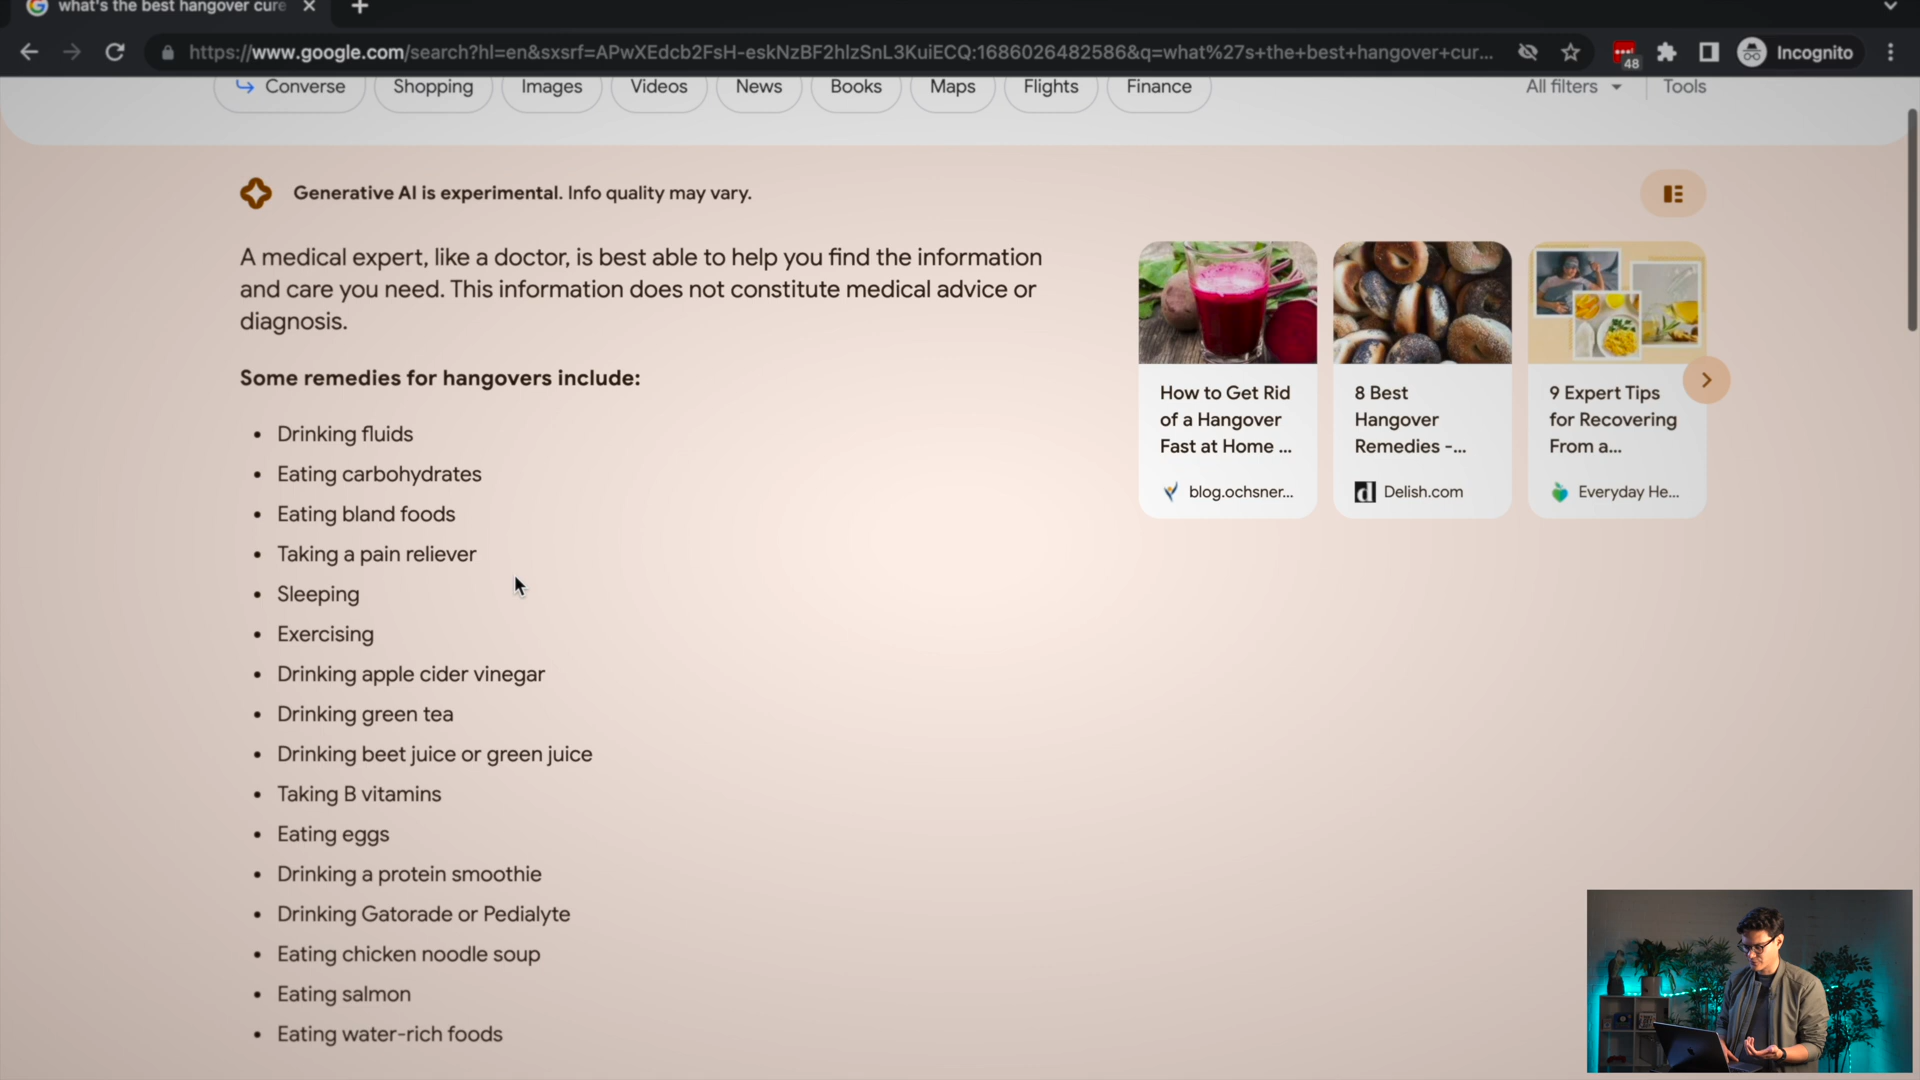 what's the best hangover cure
https://www.google.com/search?hl=en&sxsrf=APwXEdcb2FsH-eskNzBF2hlzSnL3KuiECQ:1686026482586&q=what%27s+the+best+hangover+cur...
48
Incognito
Converse
Shopping
Images
Videos
News
Books
Maps
Flights
Finance
All filters
Tools
Generative AI is experimental. Info quality may vary.
A medical expert, like a doctor, is best able to help you find the information
and care you need. This information does not constitute medical advice or
diagnosis.
Some remedies for hangovers include:
• Drinking fluids
• Eating carbohydrates
• Eating bland foods
• Taking a pain reliever
• Sleeping
• Exercising
• Drinking apple cider vinegar
• Drinking green tea
• Drinking beet juice or green juice
• Taking B vitamins
• Eating eggs
• Drinking a protein smoothie
• Drinking Gatorade or Pedialyte
• Eating chicken noodle soup
• Eating salmon
• Eating water-rich foods
How to Get Rid
of a Hangover
Fast at Home ...
blog.ochsner...
8 Best
Hangover
Remedies -...
d
Delish.com
9 Expert Tips
for Recovering
From a...
Everyday He...